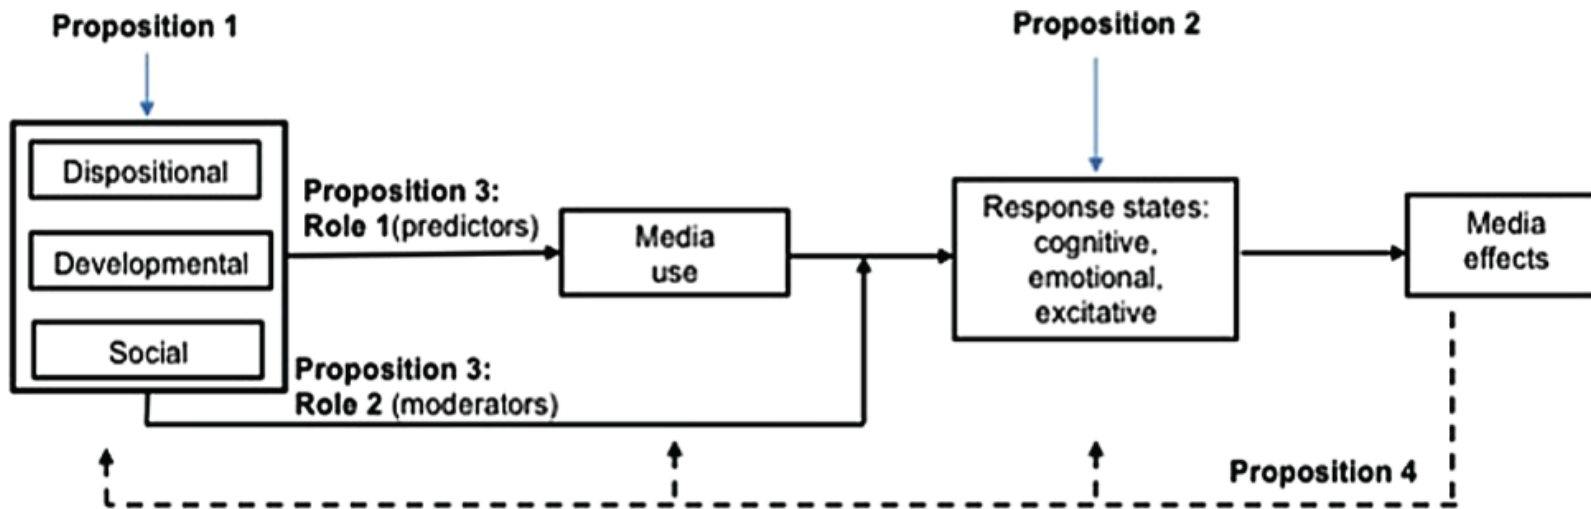 Proposition 1
Proposition 2
Dispositional
Developmental
Social
Proposition 3:
Role 1(predictors)
Proposition 3:
Role 2 (moderators)
Media
use
Response states:
cognitive,
emotional,
excitative
Media
effects
Proposition 4